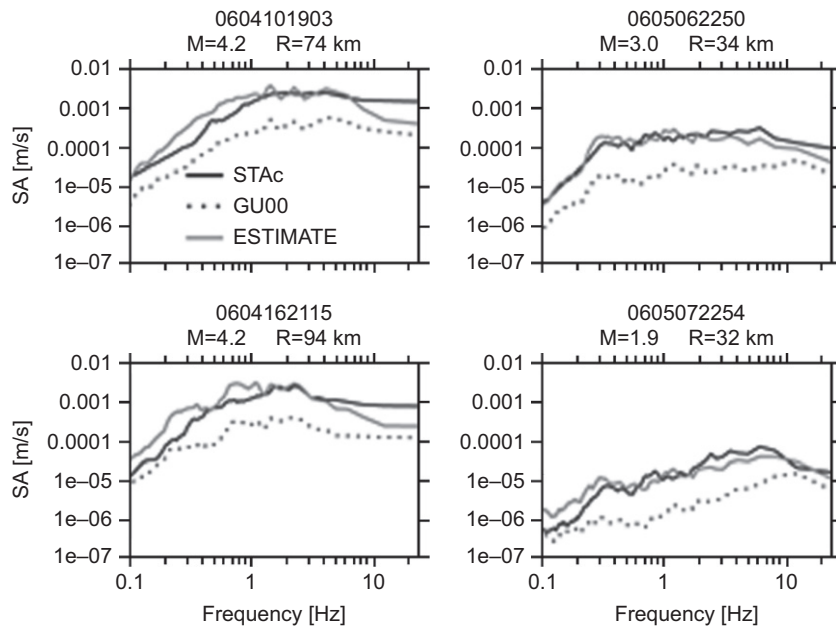 0604101903
M=4.2 R=74 km
0.01
0.001
0.0001
1e–05
1e–06
1e–07
SA [m/s]
STAc
GU00
ESTIMATE
0605062250
M=3.0 R=34 km
0.01
0.001
0.0001
1e–05
1e–06
1e–07
0604162115
M=4.2 R=94 km
0.01
0.001
0.0001
1e–05
1e–06
1e–07
SA [m/s]
0.1 1 10
Frequency [Hz]
0605072254
M=1.9 R=32 km
0.01
0.001
0.0001
1e–05
1e–06
1e–07
0.1 1 10
Frequency [Hz]